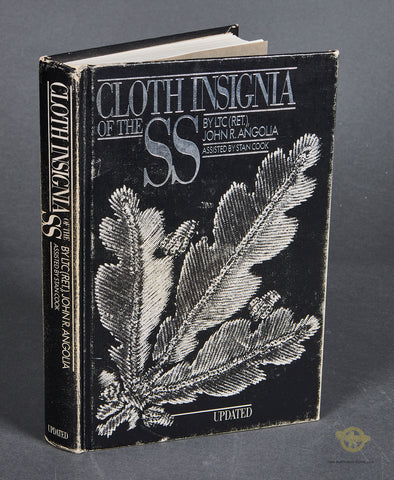 CLOTH INSIGNIA
OF THE
SS
BY LTC (RET.)
JOHN R. ANGOLIA
ASSISTED BY STAN COOK
UPDATED
CLOTH INSIGNIA
OF THE
SS
BY LTC (RET.) JOHN R. ANGOLIA
ASSISTED BY STAN COOK
UPDATED